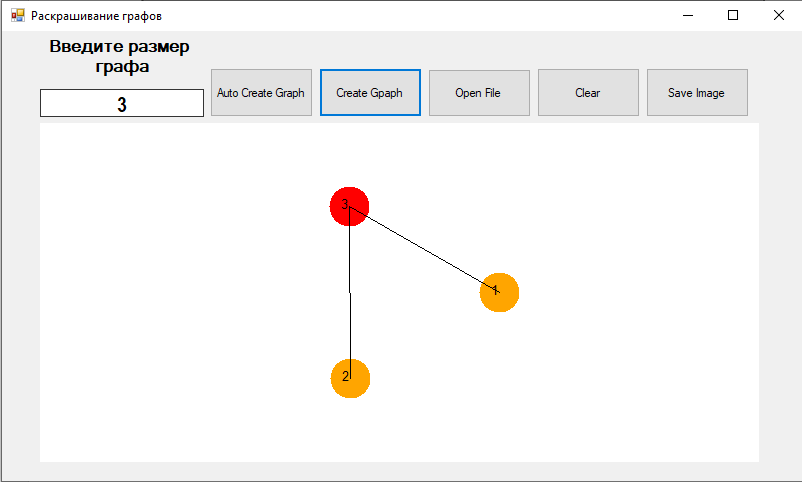 Раскрашивание графов
Введите размер
графа
3
Auto Create Graph
Create Gpaph
Open File
Clear
Save Image
3
1
2